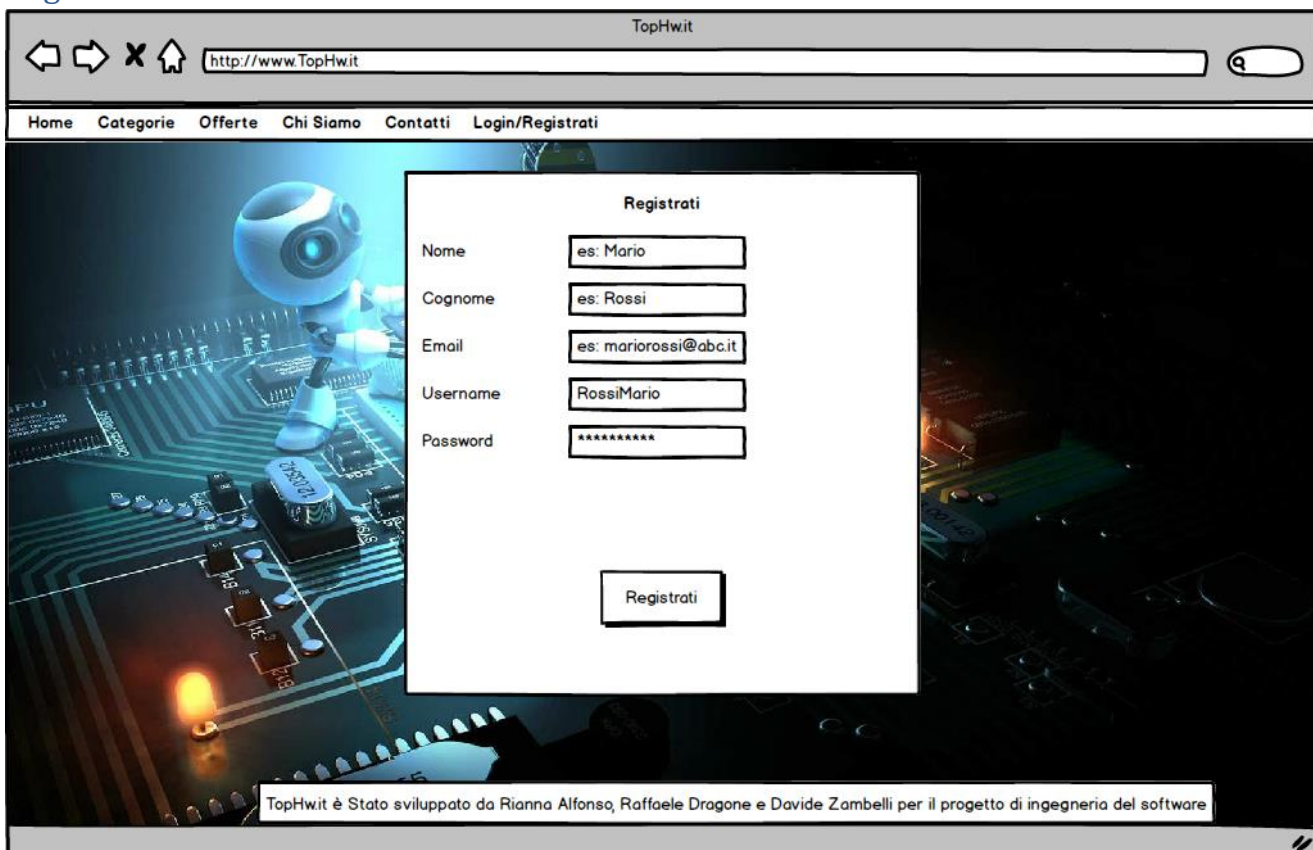 TopHw.it
http://www.TopHw.it
Home Categorie Offerte Chi Siamo Contatti Login/Registrati
Registrati
Nome es: Mario
Cognome es: Rossi
Email es: mariorossi@abc.it
Username RossiMario
Password **********
Registrati
TopHw.it è Stato sviluppato da Rianna Alfonso, Raffaele Dragone e Davide Zambelli per il progetto di ingegneria del software